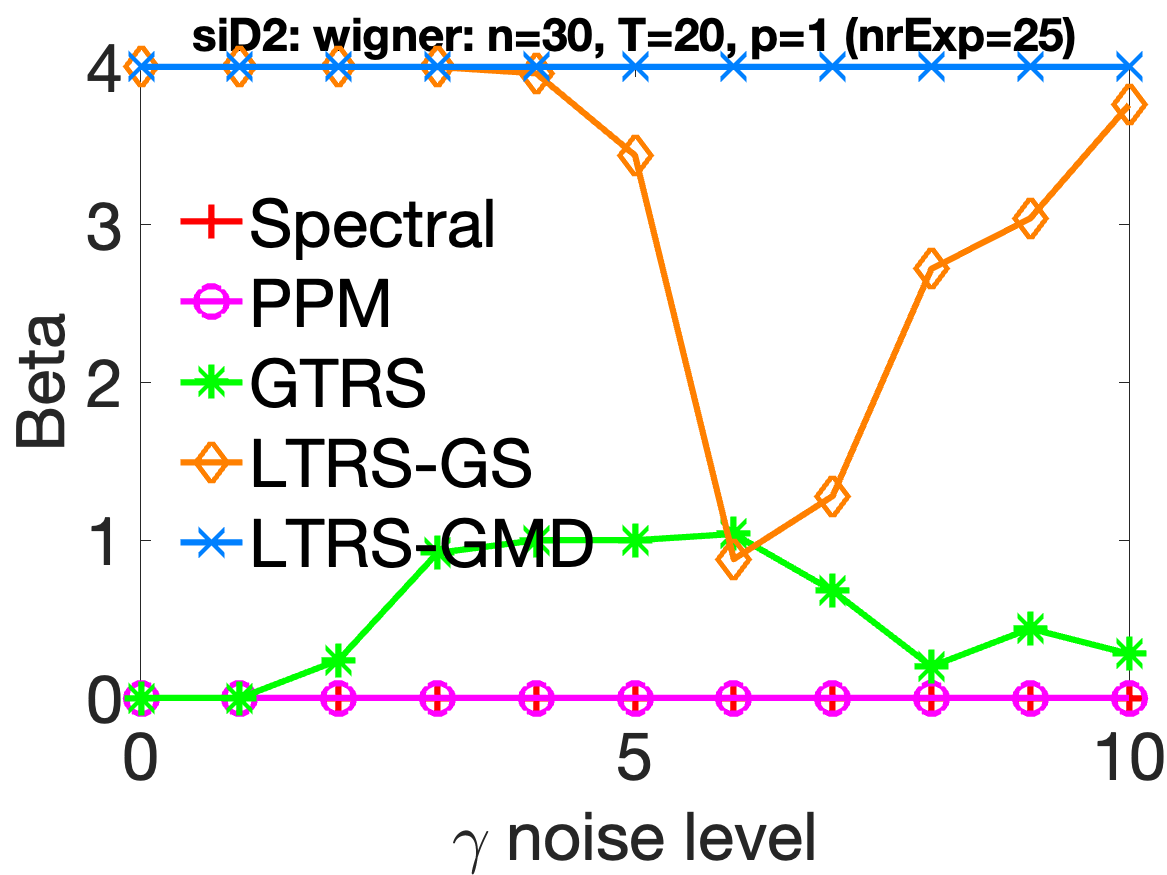 siD2: wigner: n=30, T=20, p=1 (nrExp=25)
4
3
2
1
0
Beta
Spectral
PPM
GTRS
LTRS-GS
LTRS-GMD
0 5 10
γ noise level